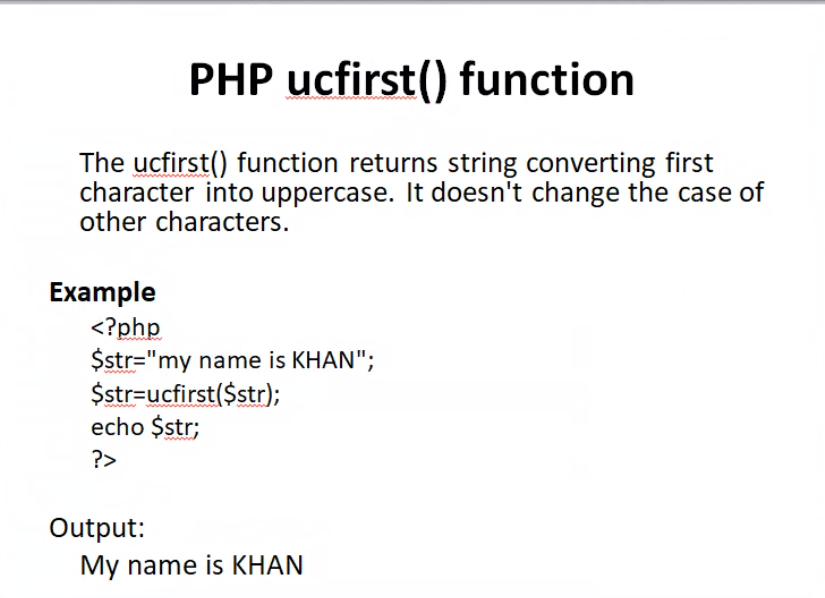 PHP ucfirst() function
The ucfirst() function returns string converting first
character into uppercase. It doesn't change the case of
other characters.
Example
<?php
$str="my name is KHAN";
$str=ucfirst($str);
echo $str;
?>
Output:
My name is KHAN